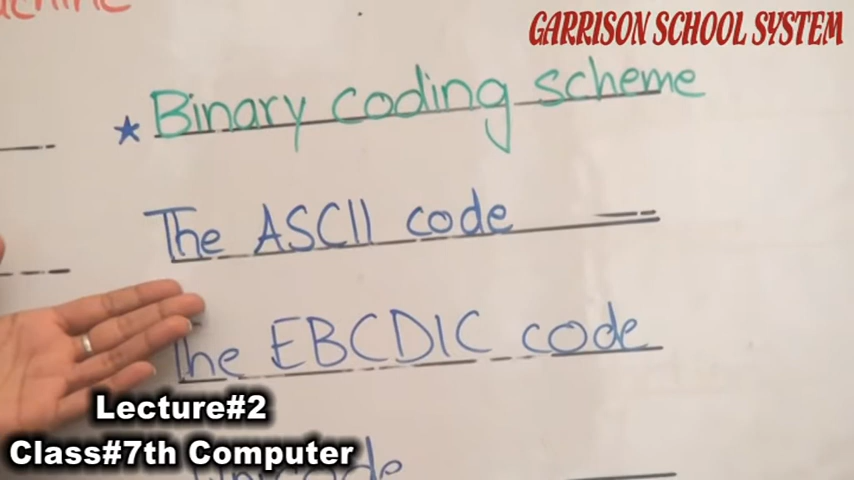 GARRISON SCHOOL SYSTEM
Binary coding scheme
The ASCII code
The EBCDIC code
Lecture#2
Class#7th Computer